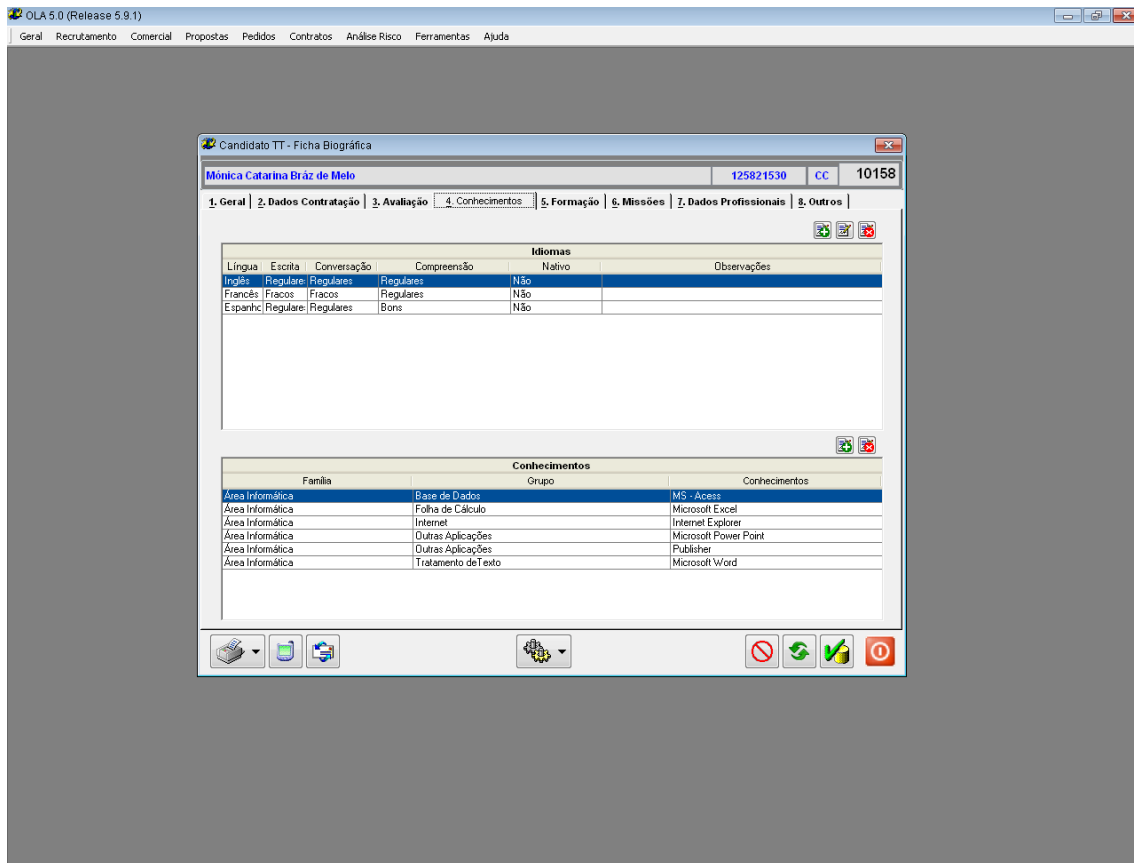 OLA 5.0 (Release 5.9.1)
Geral Recrutamento Comercial Propostas Pedidos Contratos Análise Risco Ferramentas Ajuda
Candidato TT - Ficha Biográfica
Mónica Catarina Bráz de Melo 125821530 CC 10158
1. Geral 2. Dados Contratação 3. Avaliação 4. Conhecimentos 5. Formação 6. Missões 7. Dados Profissionais 8. Outros
Idiomas
Língua Escrita Conversação Compreensão Nativo Observações
Inglês Regulare Regulares Regulares Não
Francês Fracos Fracos Regulares Não
Espanho Regulare Regulares Bons Não
Conhecimentos
Família Grupo Conhecimentos
Área Informática Base de Dados MS - Acess
Área Informática Folha de Cálculo Microsoft Excel
Área Informática Internet Internet Explorer
Área Informática Outras Aplicações Microsoft Power Point
Área Informática Outras Aplicações Publisher
Área Informática Tratamento deTexto Microsoft Word